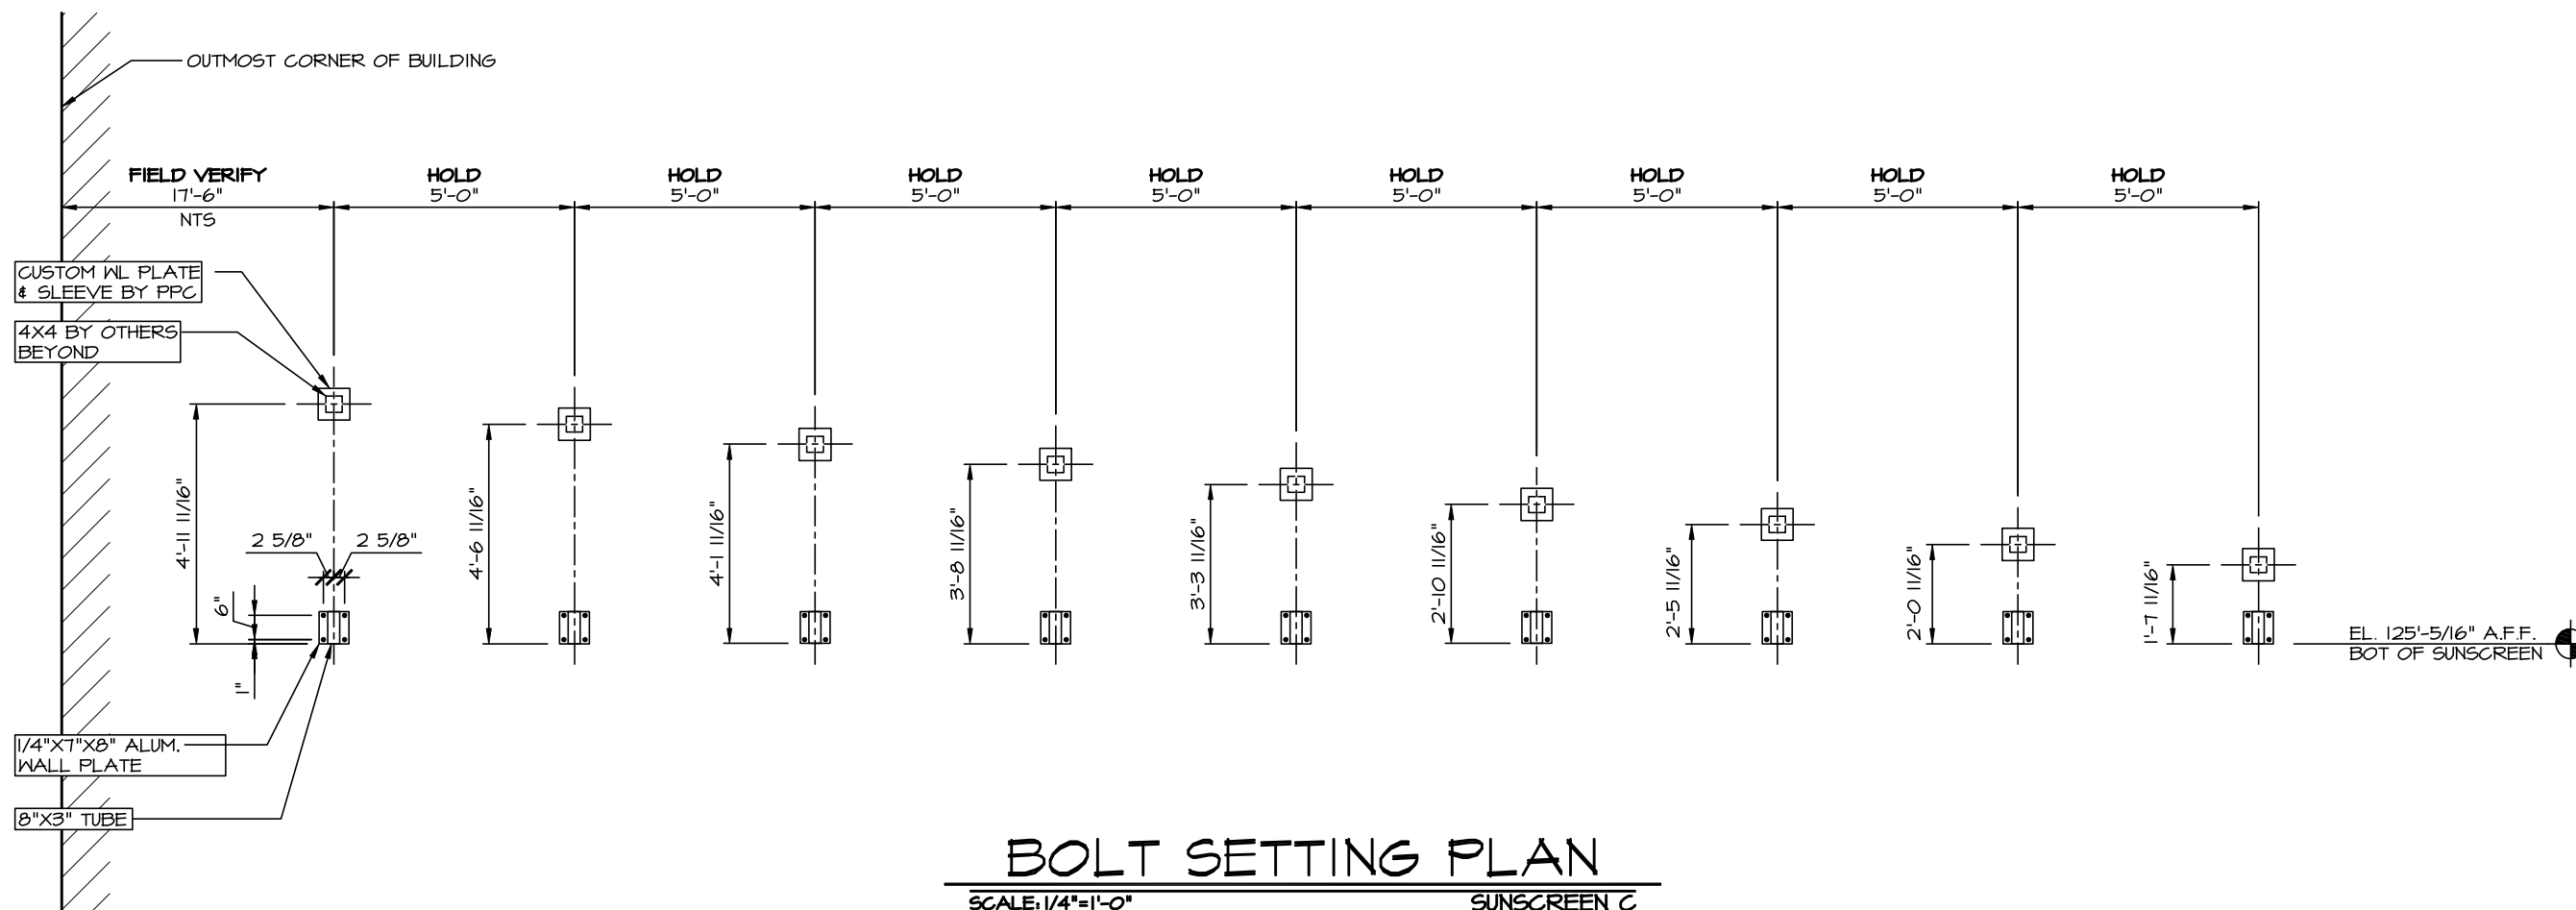 OUTMOST CORNER OF BUILDING
FIELD VERIFY
17'-6"
NTS
HOLD
5'-0"
HOLD
5'-0"
HOLD
5'-0"
HOLD
5'-0"
HOLD
5'-0"
HOLD
5'-0"
HOLD
5'-0"
HOLD
5'-0"
CUSTOM WL PLATE
& SLEEVE BY PPC
4X4 BY OTHERS
BEYOND
4'-11 11/16"
2 5/8"
2 5/8"
6"
1"
4'-6 11/16"
4'-1 11/16"
3'-8 11/16"
3'-3 11/16"
2'-10 11/16"
2'-5 11/16"
2'-0 11/16"
1'-7 11/16"
EL. 125'-5/16" A.F.F.
BOT OF SUNSCREEN
1/4"X7"X8" ALUM.
WALL PLATE
8"X3" TUBE
BOLT SETTING PLAN
SCALE: 1/4"=1'-0"
SUNSCREEN C